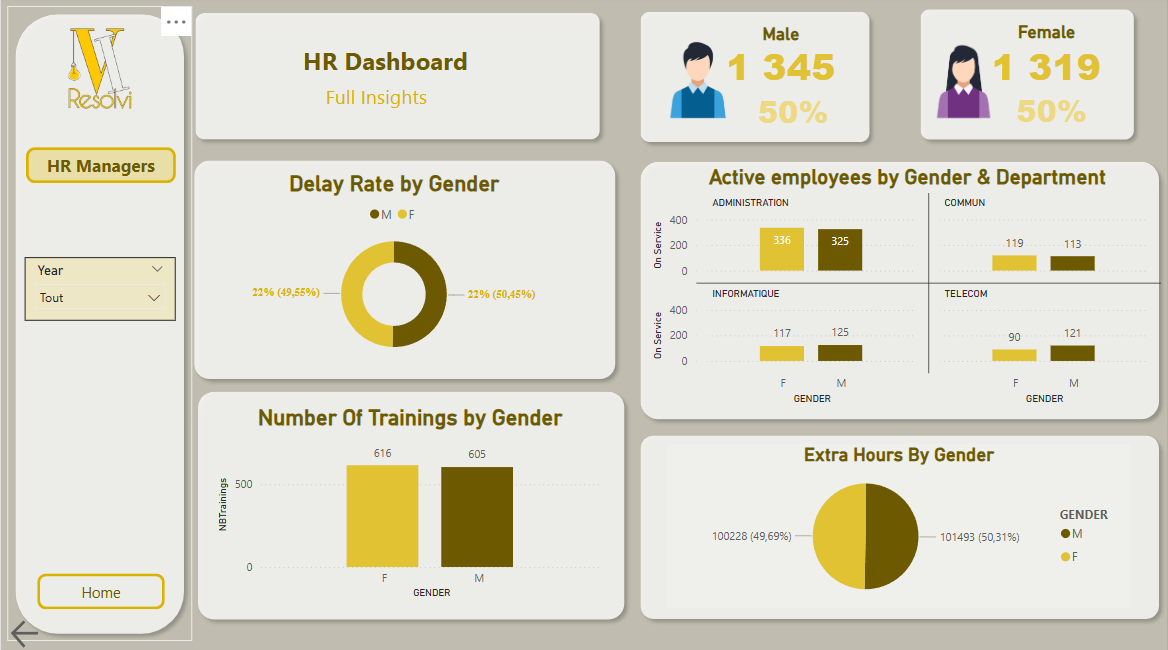 Resolvi
HR Managers
Year
Tout
Home
HR Dashboard
Full Insights
Male
1 345
50%
Female
1 319
50%
Delay Rate by Gender
M F
22% (49,55%)
22% (50,45%)
Active employees by Gender & Department
ADMINISTRATION
COMMUN
On Service
400
200
0
336
325
119
113
INFORMATIQUE
TELECOM
On Service
400
200
0
117
125
90
121
F M
F M
GENDER
GENDER
Number Of Trainings by Gender
NBTrainings
500
0
616
605
F M
GENDER
Extra Hours By Gender
100228 (49,69%)
101493 (50,31%)
GENDER
M
F